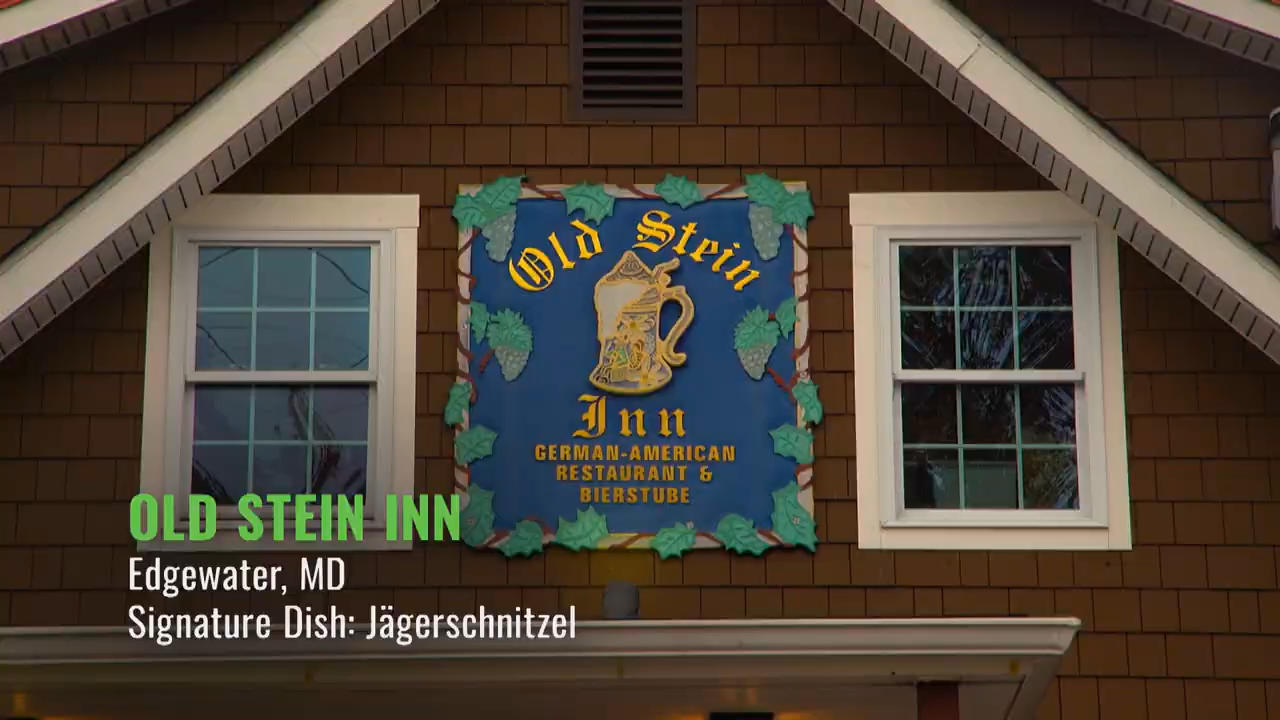 Old Stein
Inn
GERMAN-AMERICAN
RESTAURANT &
BIERSTUBE
OLD STEIN INN
Edgewater, MD
Signature Dish: Jägerschnitzel